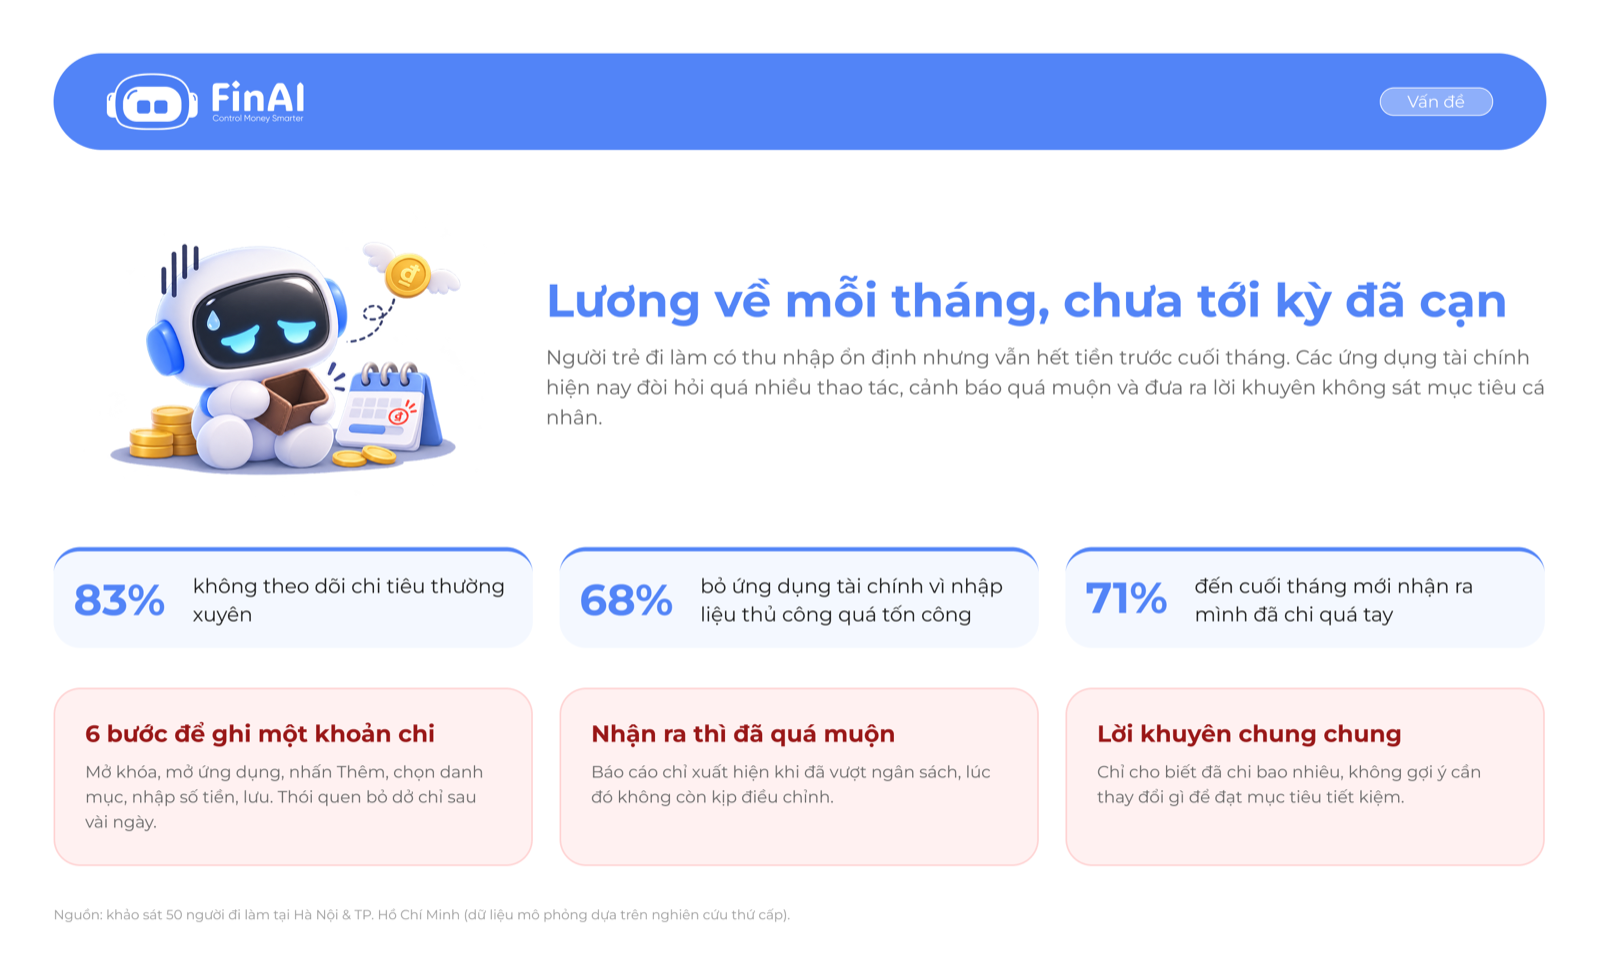 FinAI
Control Money Smarter
Vấn đề
Lương về mỗi tháng, chưa tới kỳ đã cạn
Người trẻ đi làm có thu nhập ổn định nhưng vẫn hết tiền trước cuối tháng. Các ứng dụng tài chính
hiện nay đòi hỏi quá nhiều thao tác, cảnh báo quá muộn và đưa ra lời khuyên không sát mục tiêu cá
nhân.
83%
không theo dõi chi tiêu thường
xuyên
68%
bỏ ứng dụng tài chính vì nhập
liệu thủ công quá tốn công
71%
đến cuối tháng mới nhận ra
mình đã chi quá tay
6 bước để ghi một khoản chi
Mở khóa, mở ứng dụng, nhấn Thêm, chọn danh
mục, nhập số tiền, lưu. Thói quen bỏ dở chỉ sau
vài ngày.
Nhận ra thì đã quá muộn
Báo cáo chỉ xuất hiện khi đã vượt ngân sách, lúc
đó không còn kịp điều chỉnh.
Lời khuyên chung chung
Chỉ cho biết đã chi bao nhiêu, không gợi ý cần
thay đổi gì để đạt mục tiêu tiết kiệm.
Nguồn: khảo sát 50 người đi làm tại Hà Nội & TP. Hồ Chí Minh (dữ liệu mô phỏng dựa trên nghiên cứu thứ cấp).